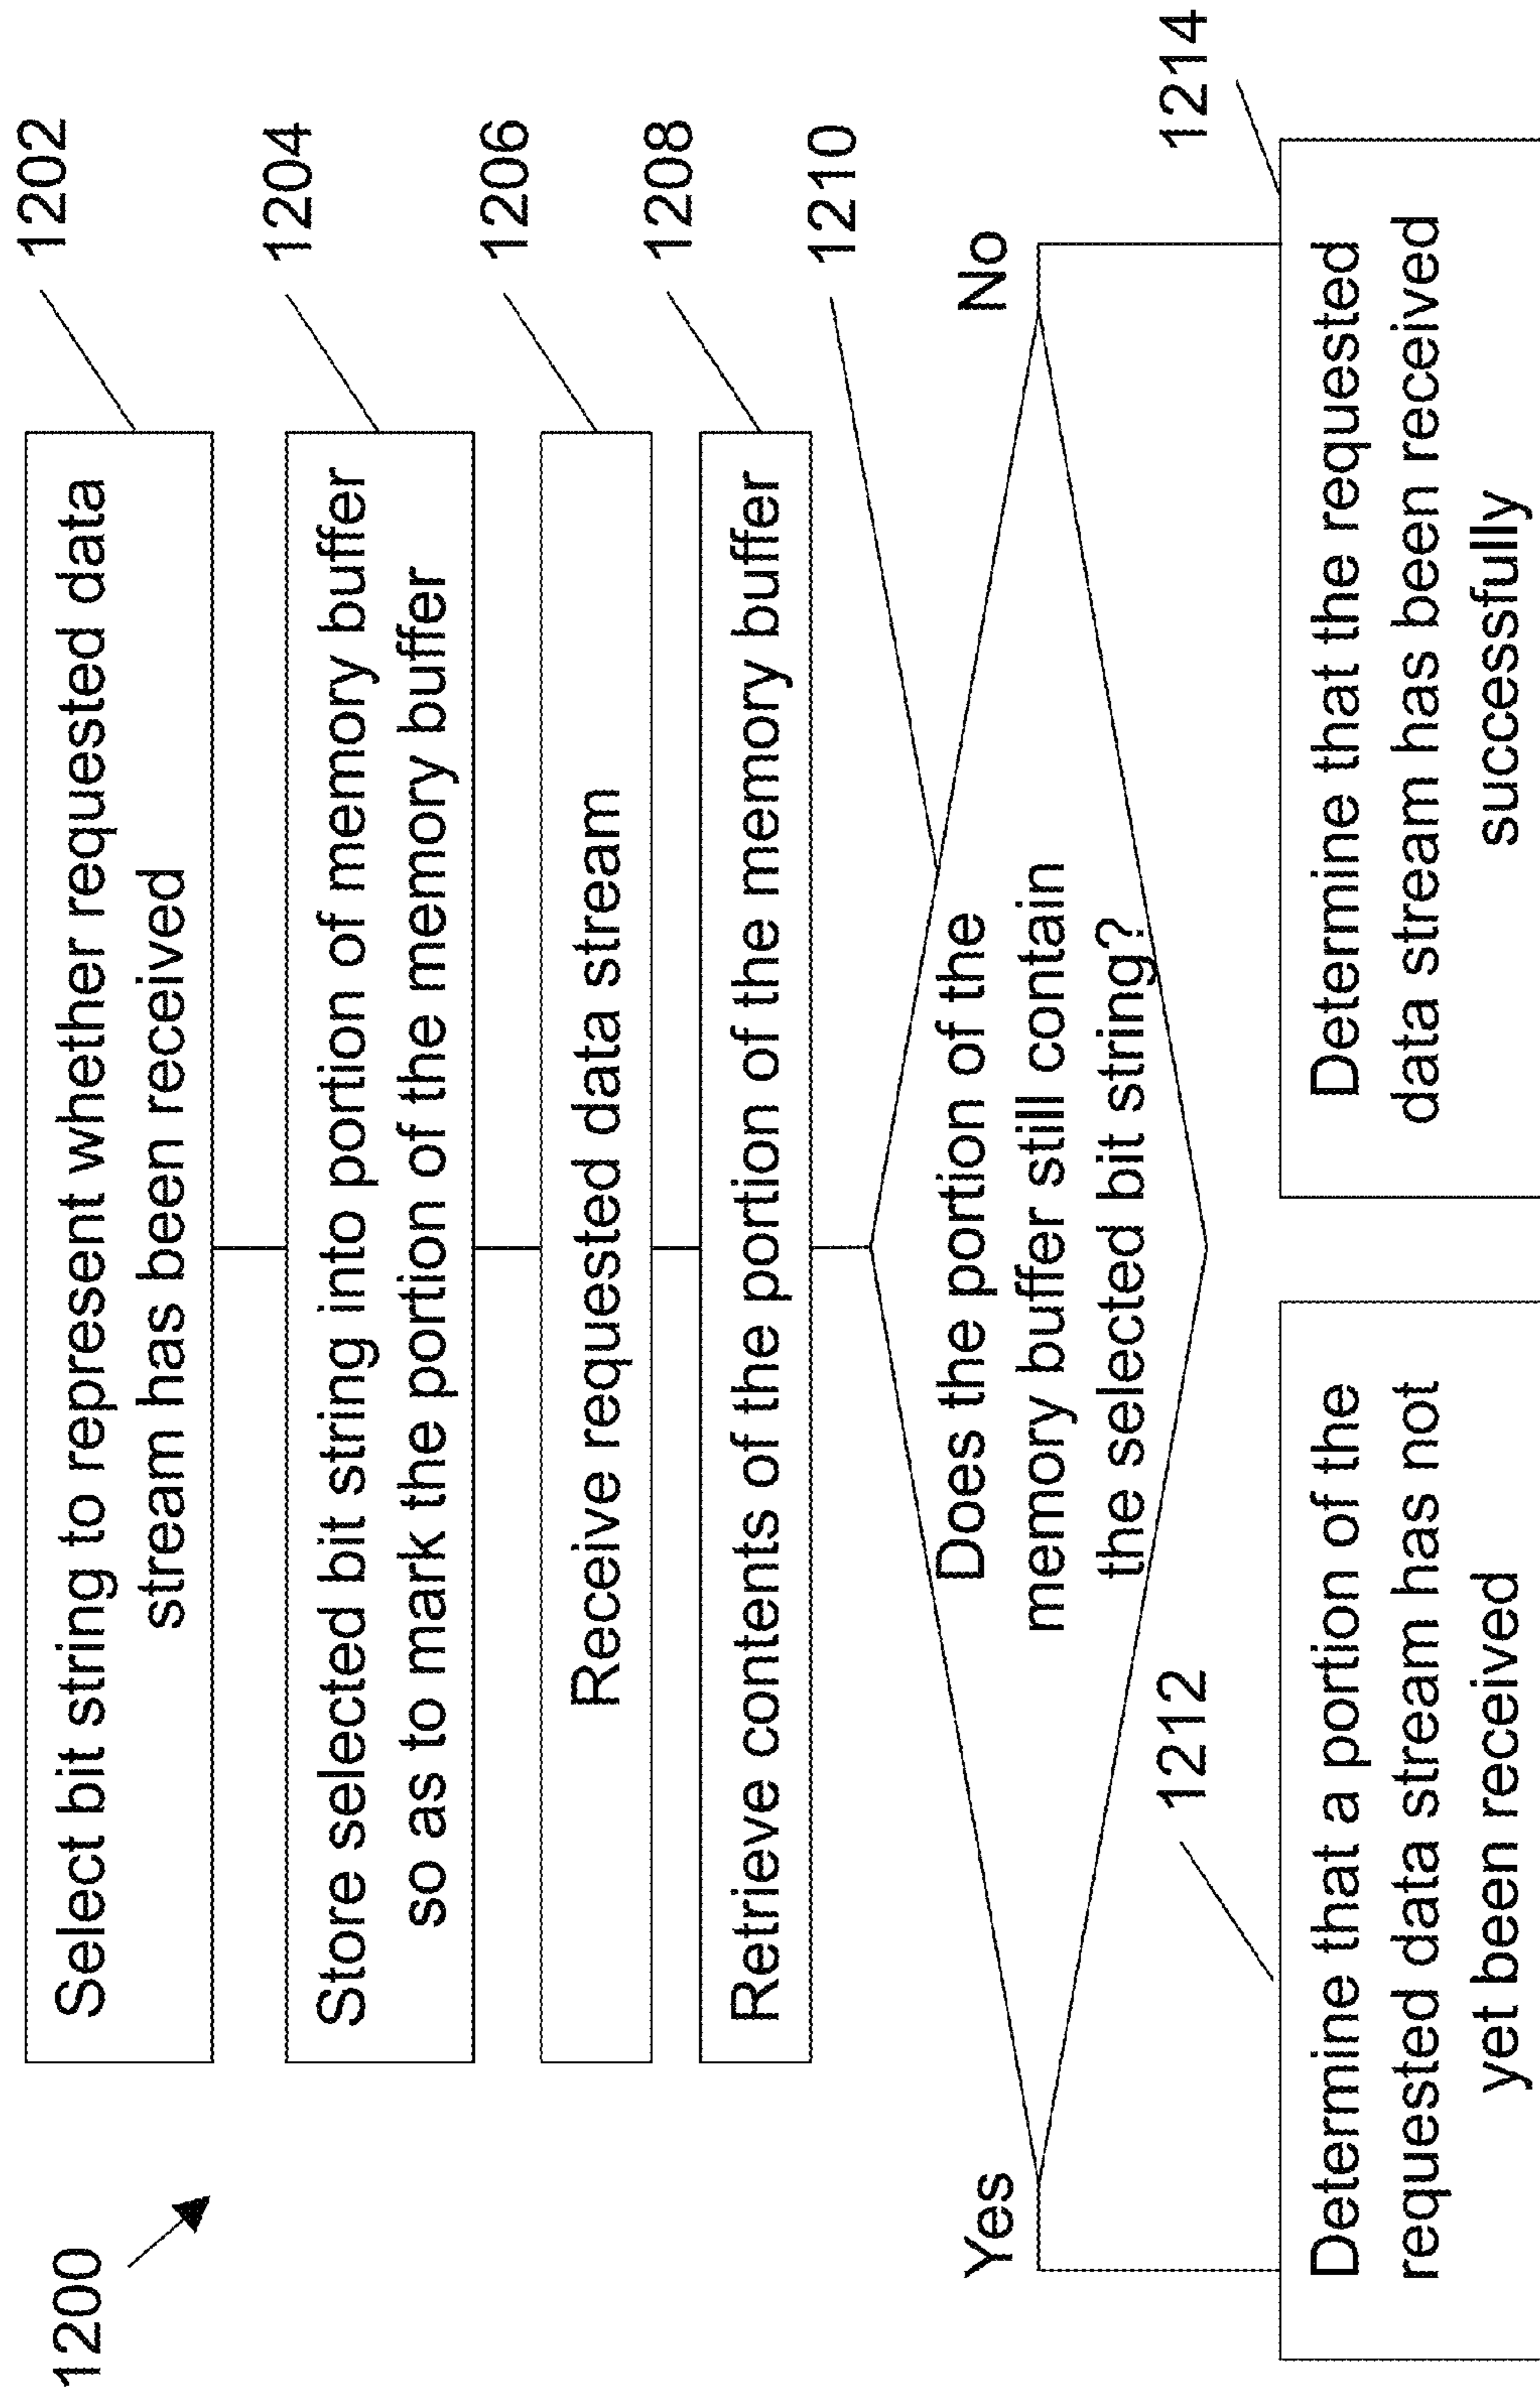 1200
Select bit string to represent whether requested data
stream has been received
1202
Store selected bit string into portion of memory buffer
so as to mark the portion of the memory buffer
1204
Receive requested data stream
1206
Retrieve contents of the portion of the memory buffer
1208
1210
Yes
No
Does the portion of the
memory buffer still contain
the selected bit string?
1212
1214
Determine that a portion of the
requested data stream has not
yet been received
Determine that the requested
data stream has been received
successfully